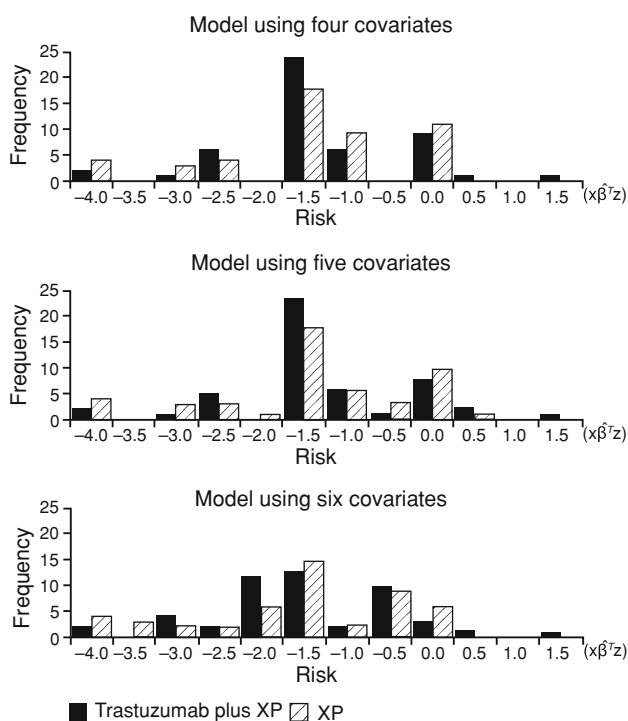 Model using four covariates
Frequency
25
20
15
10
5
0
−4.0 −3.5 −3.0 −2.5 −2.0 −1.5 −1.0 −0.5 0.0 0.5 1.0 1.5 (xβ̂ᵀz)
Risk
Model using five covariates
Frequency
25
20
15
10
5
0
−4.0 −3.5 −3.0 −2.5 −2.0 −1.5 −1.0 −0.5 0.0 0.5 1.0 1.5 (xβ̂ᵀz)
Risk
Model using six covariates
Frequency
25
20
15
10
5
0
−4.0 −3.5 −3.0 −2.5 −2.0 −1.5 −1.0 −0.5 0.0 0.5 1.0 1.5 (xβ̂ᵀz)
Risk
Trastuzumab plus XP XP